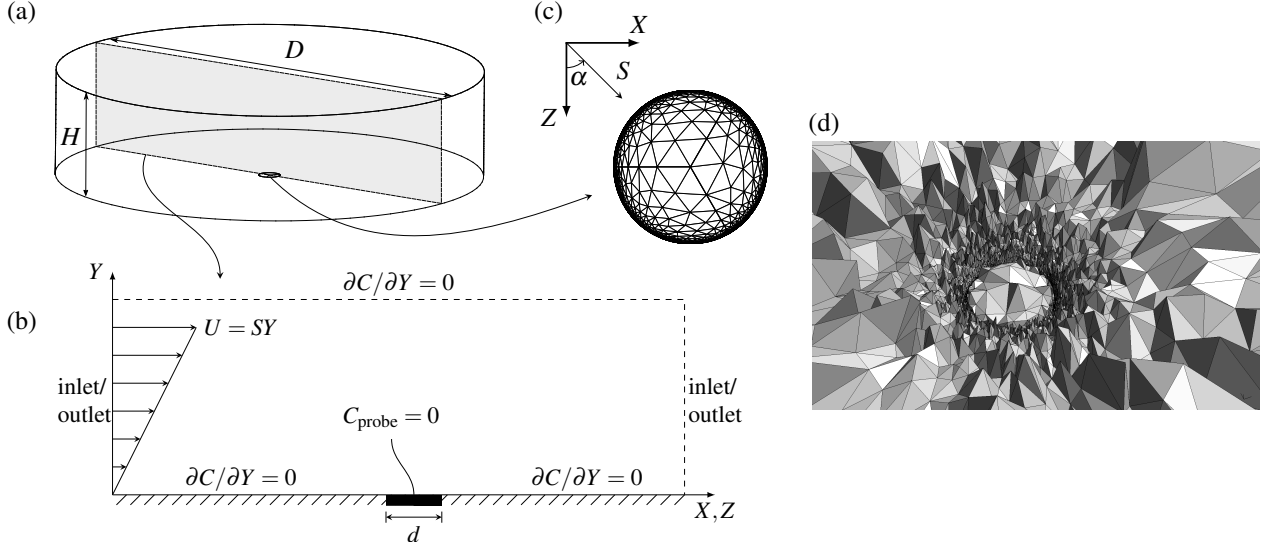 (a)
D
H
(c)
X
α
S
Z
(d)
Y
∂C/∂Y = 0
(b)
U = SY
inlet/
outlet
inlet/
outlet
C_probe = 0
∂C/∂Y = 0
∂C/∂Y = 0
X, Z
d